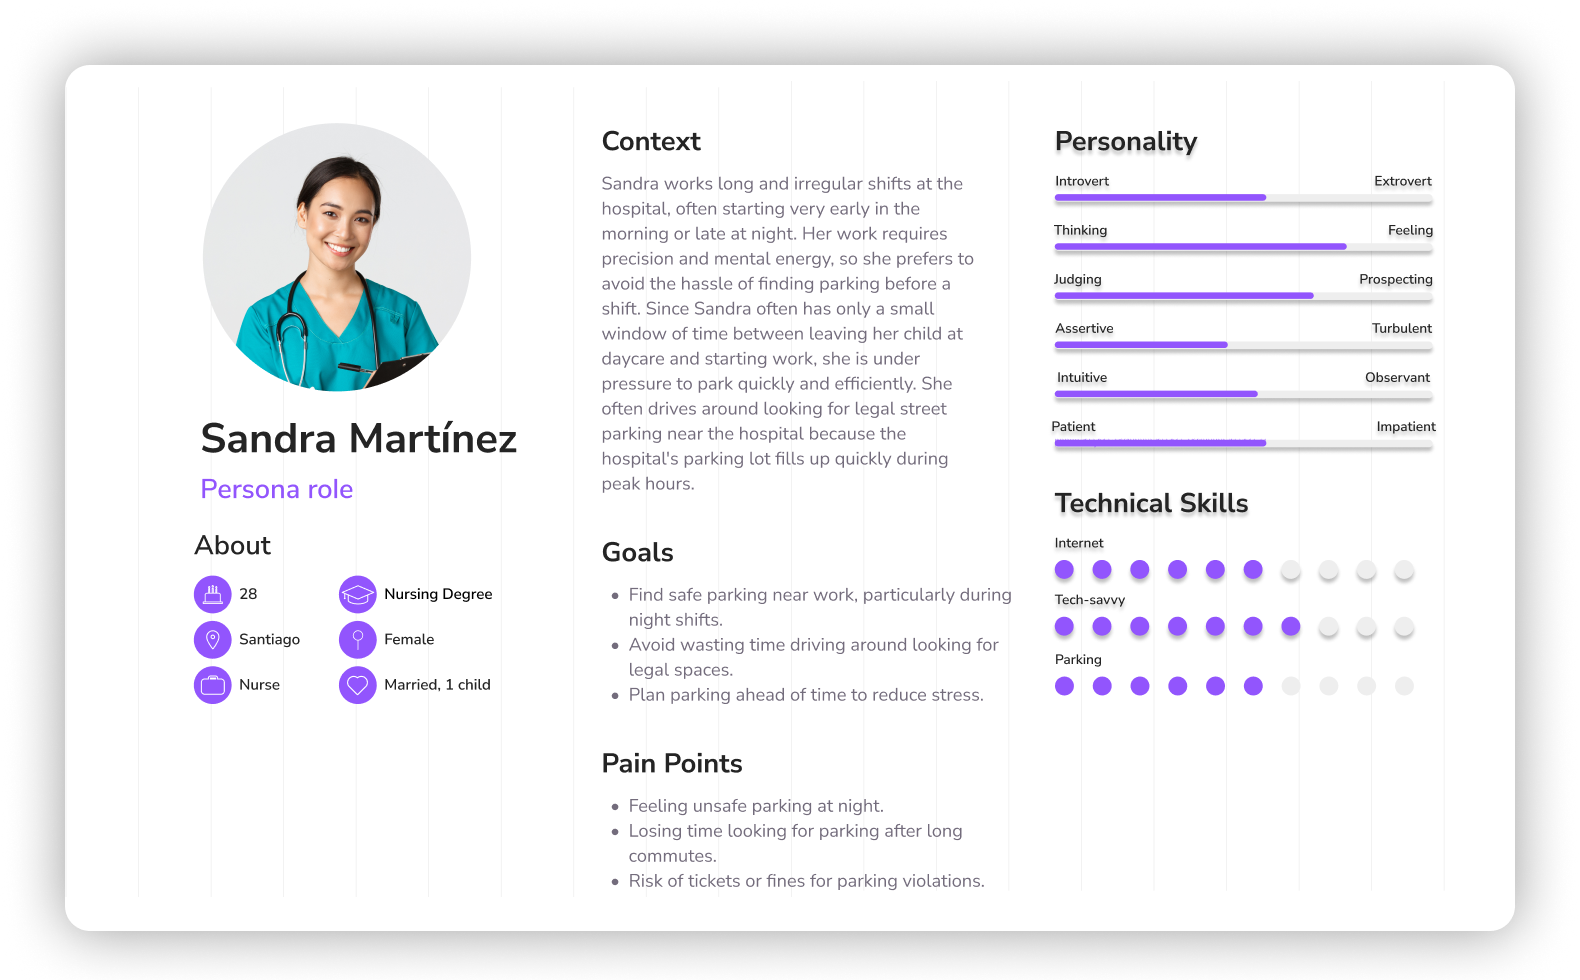 Sandra Martínez
Persona role
About
28
Nursing Degree
Santiago
Female
Nurse
Married, 1 child
Context
Sandra works long and irregular shifts at the
hospital, often starting very early in the
morning or late at night. Her work requires
precision and mental energy, so she prefers to
avoid the hassle of finding parking before a
shift. Since Sandra often has only a small
window of time between leaving her child at
daycare and starting work, she is under
pressure to park quickly and efficiently. She
often drives around looking for legal street
parking near the hospital because the
hospital's parking lot fills up quickly during
peak hours.
Goals
• Find safe parking near work, particularly during
night shifts.
• Avoid wasting time driving around looking for
legal spaces.
• Plan parking ahead of time to reduce stress.
Pain Points
• Feeling unsafe parking at night.
• Losing time looking for parking after long
commutes.
• Risk of tickets or fines for parking violations.
Personality
Introvert Extrovert
Thinking Feeling
Judging Prospecting
Assertive Turbulent
Intuitive Observant
Patient Impatient
Technical Skills
Internet
Tech-savvy
Parking